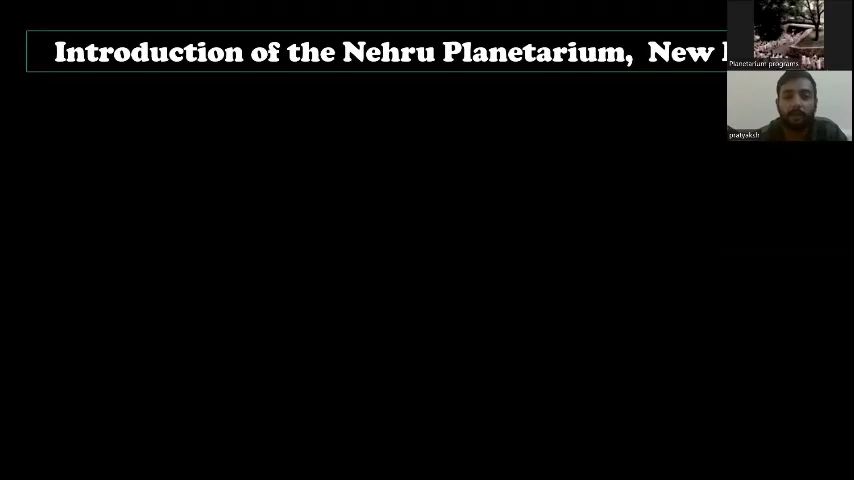 Introduction of the Nehru Planetarium, New
Planetarium programs
pratyaksh